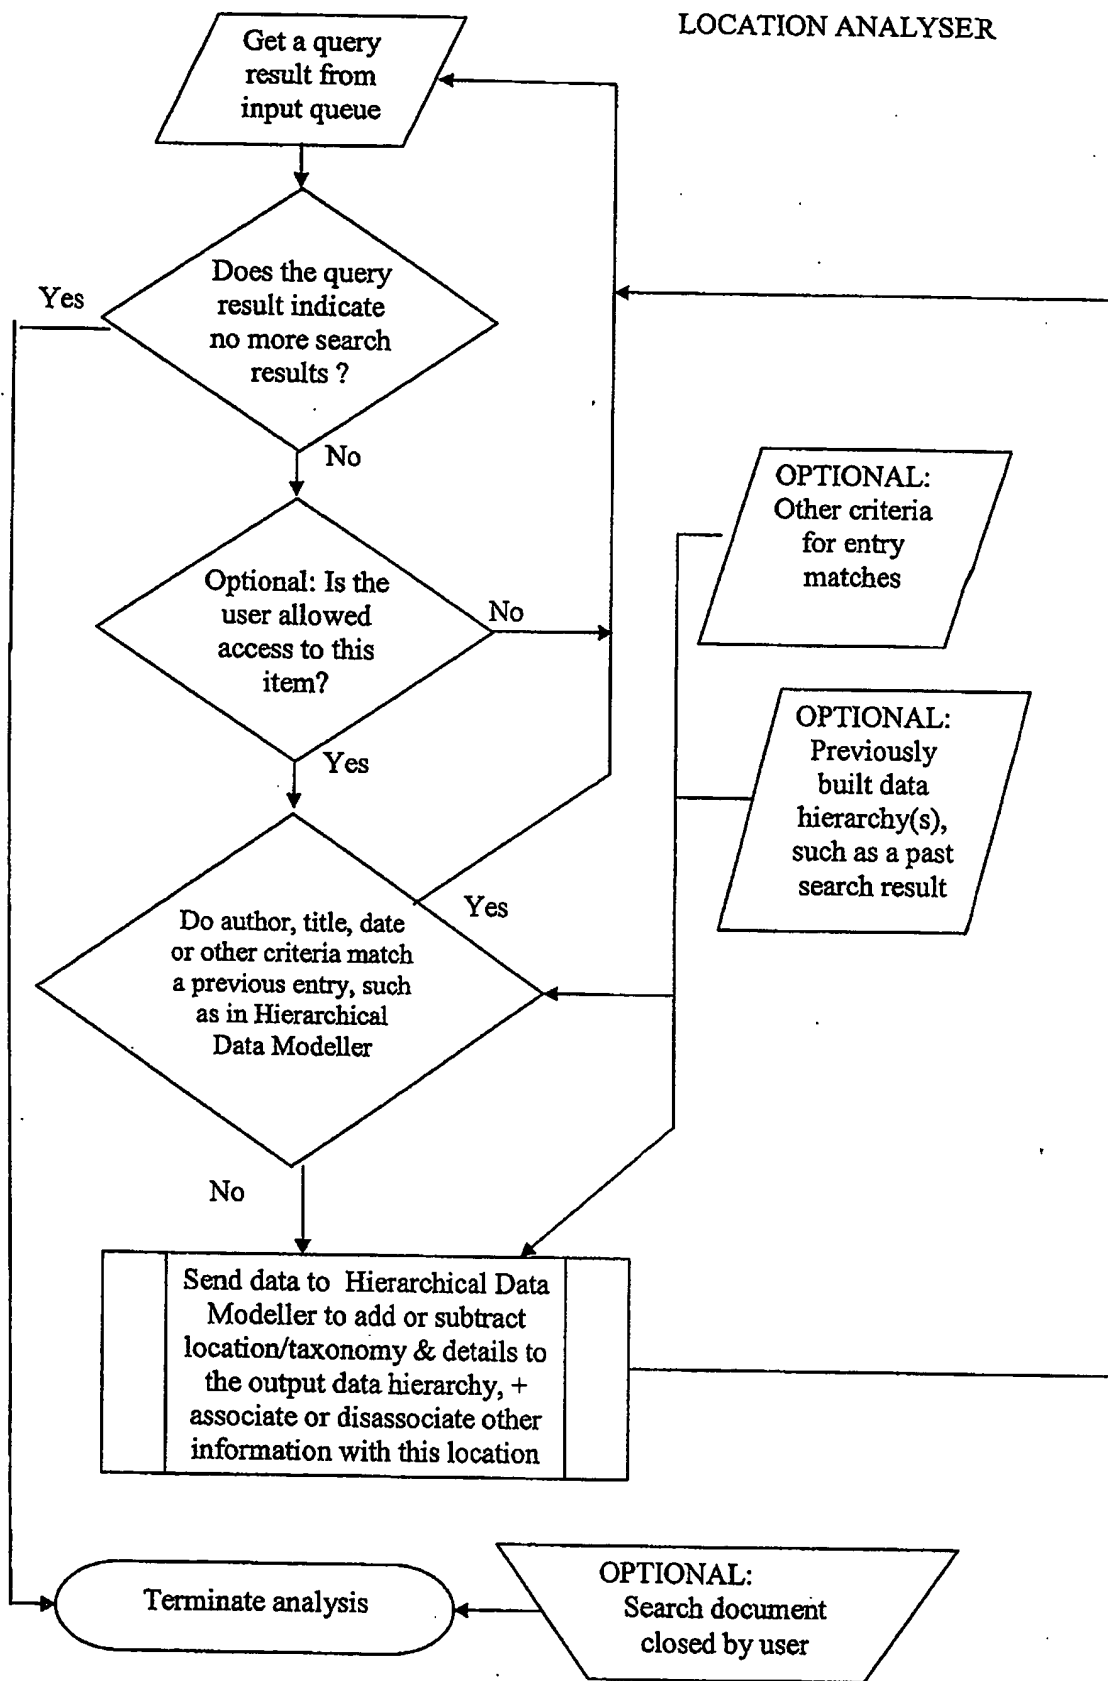 LOCATION ANALYSER
Get a query
result from
input queue
Does the query
result indicate
no more search
results ?
Yes
No
Optional: Is the
user allowed
access to this
item?
No
Yes
OPTIONAL:
Other criteria
for entry
matches
OPTIONAL:
Previously
built data
hierarchy(s),
such as a past
search result
Do author, title, date
or other criteria match
a previous entry, such
as in Hierarchical
Data Modeller
Yes
No
Send data to Hierarchical Data
Modeller to add or subtract
location/taxonomy & details to
the output data hierarchy, +
associate or disassociate other
information with this location
Terminate analysis
OPTIONAL:
Search document
closed by user